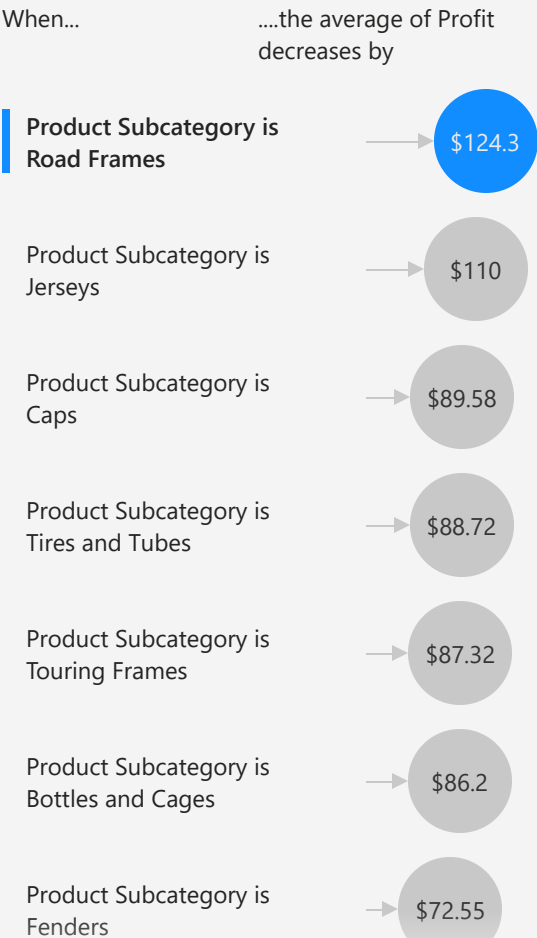 When...
....the average of Profit
decreases by
Product Subcategory is
Road Frames
$124.3
Product Subcategory is
Jerseys
$110
Product Subcategory is
Caps
$89.58
Product Subcategory is
Tires and Tubes
$88.72
Product Subcategory is
Touring Frames
$87.32
Product Subcategory is
Bottles and Cages
$86.2
Product Subcategory is
Fenders
$72.55